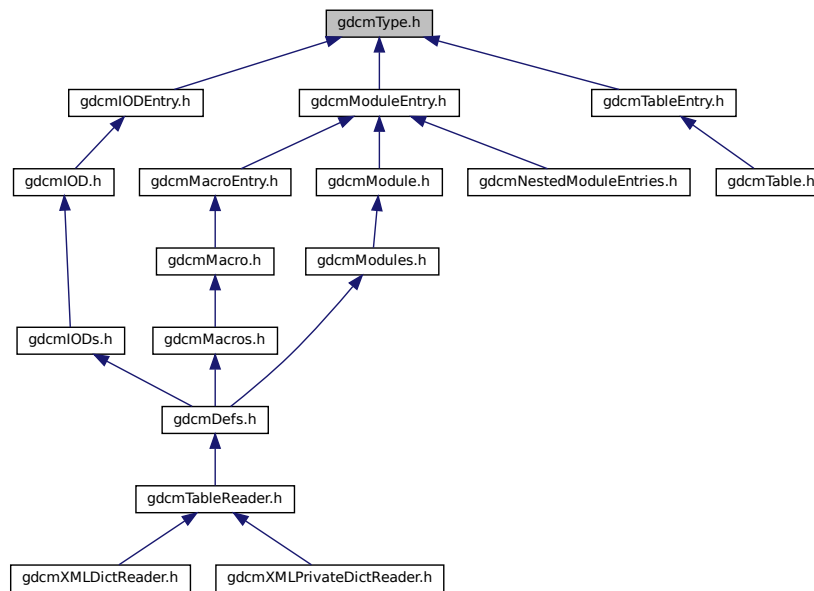 gdcmType.h
gdcmIODEntry.h
gdcmModuleEntry.h
gdcmTableEntry.h
gdcmIOD.h
gdcmMacroEntry.h
gdcmModule.h
gdcmNestedModuleEntries.h
gdcmTable.h
gdcmMacro.h
gdcmModules.h
gdcmIODs.h
gdcmMacros.h
gdcmDefs.h
gdcmTableReader.h
gdcmXMLDictReader.h
gdcmXMLPrivateDictReader.h